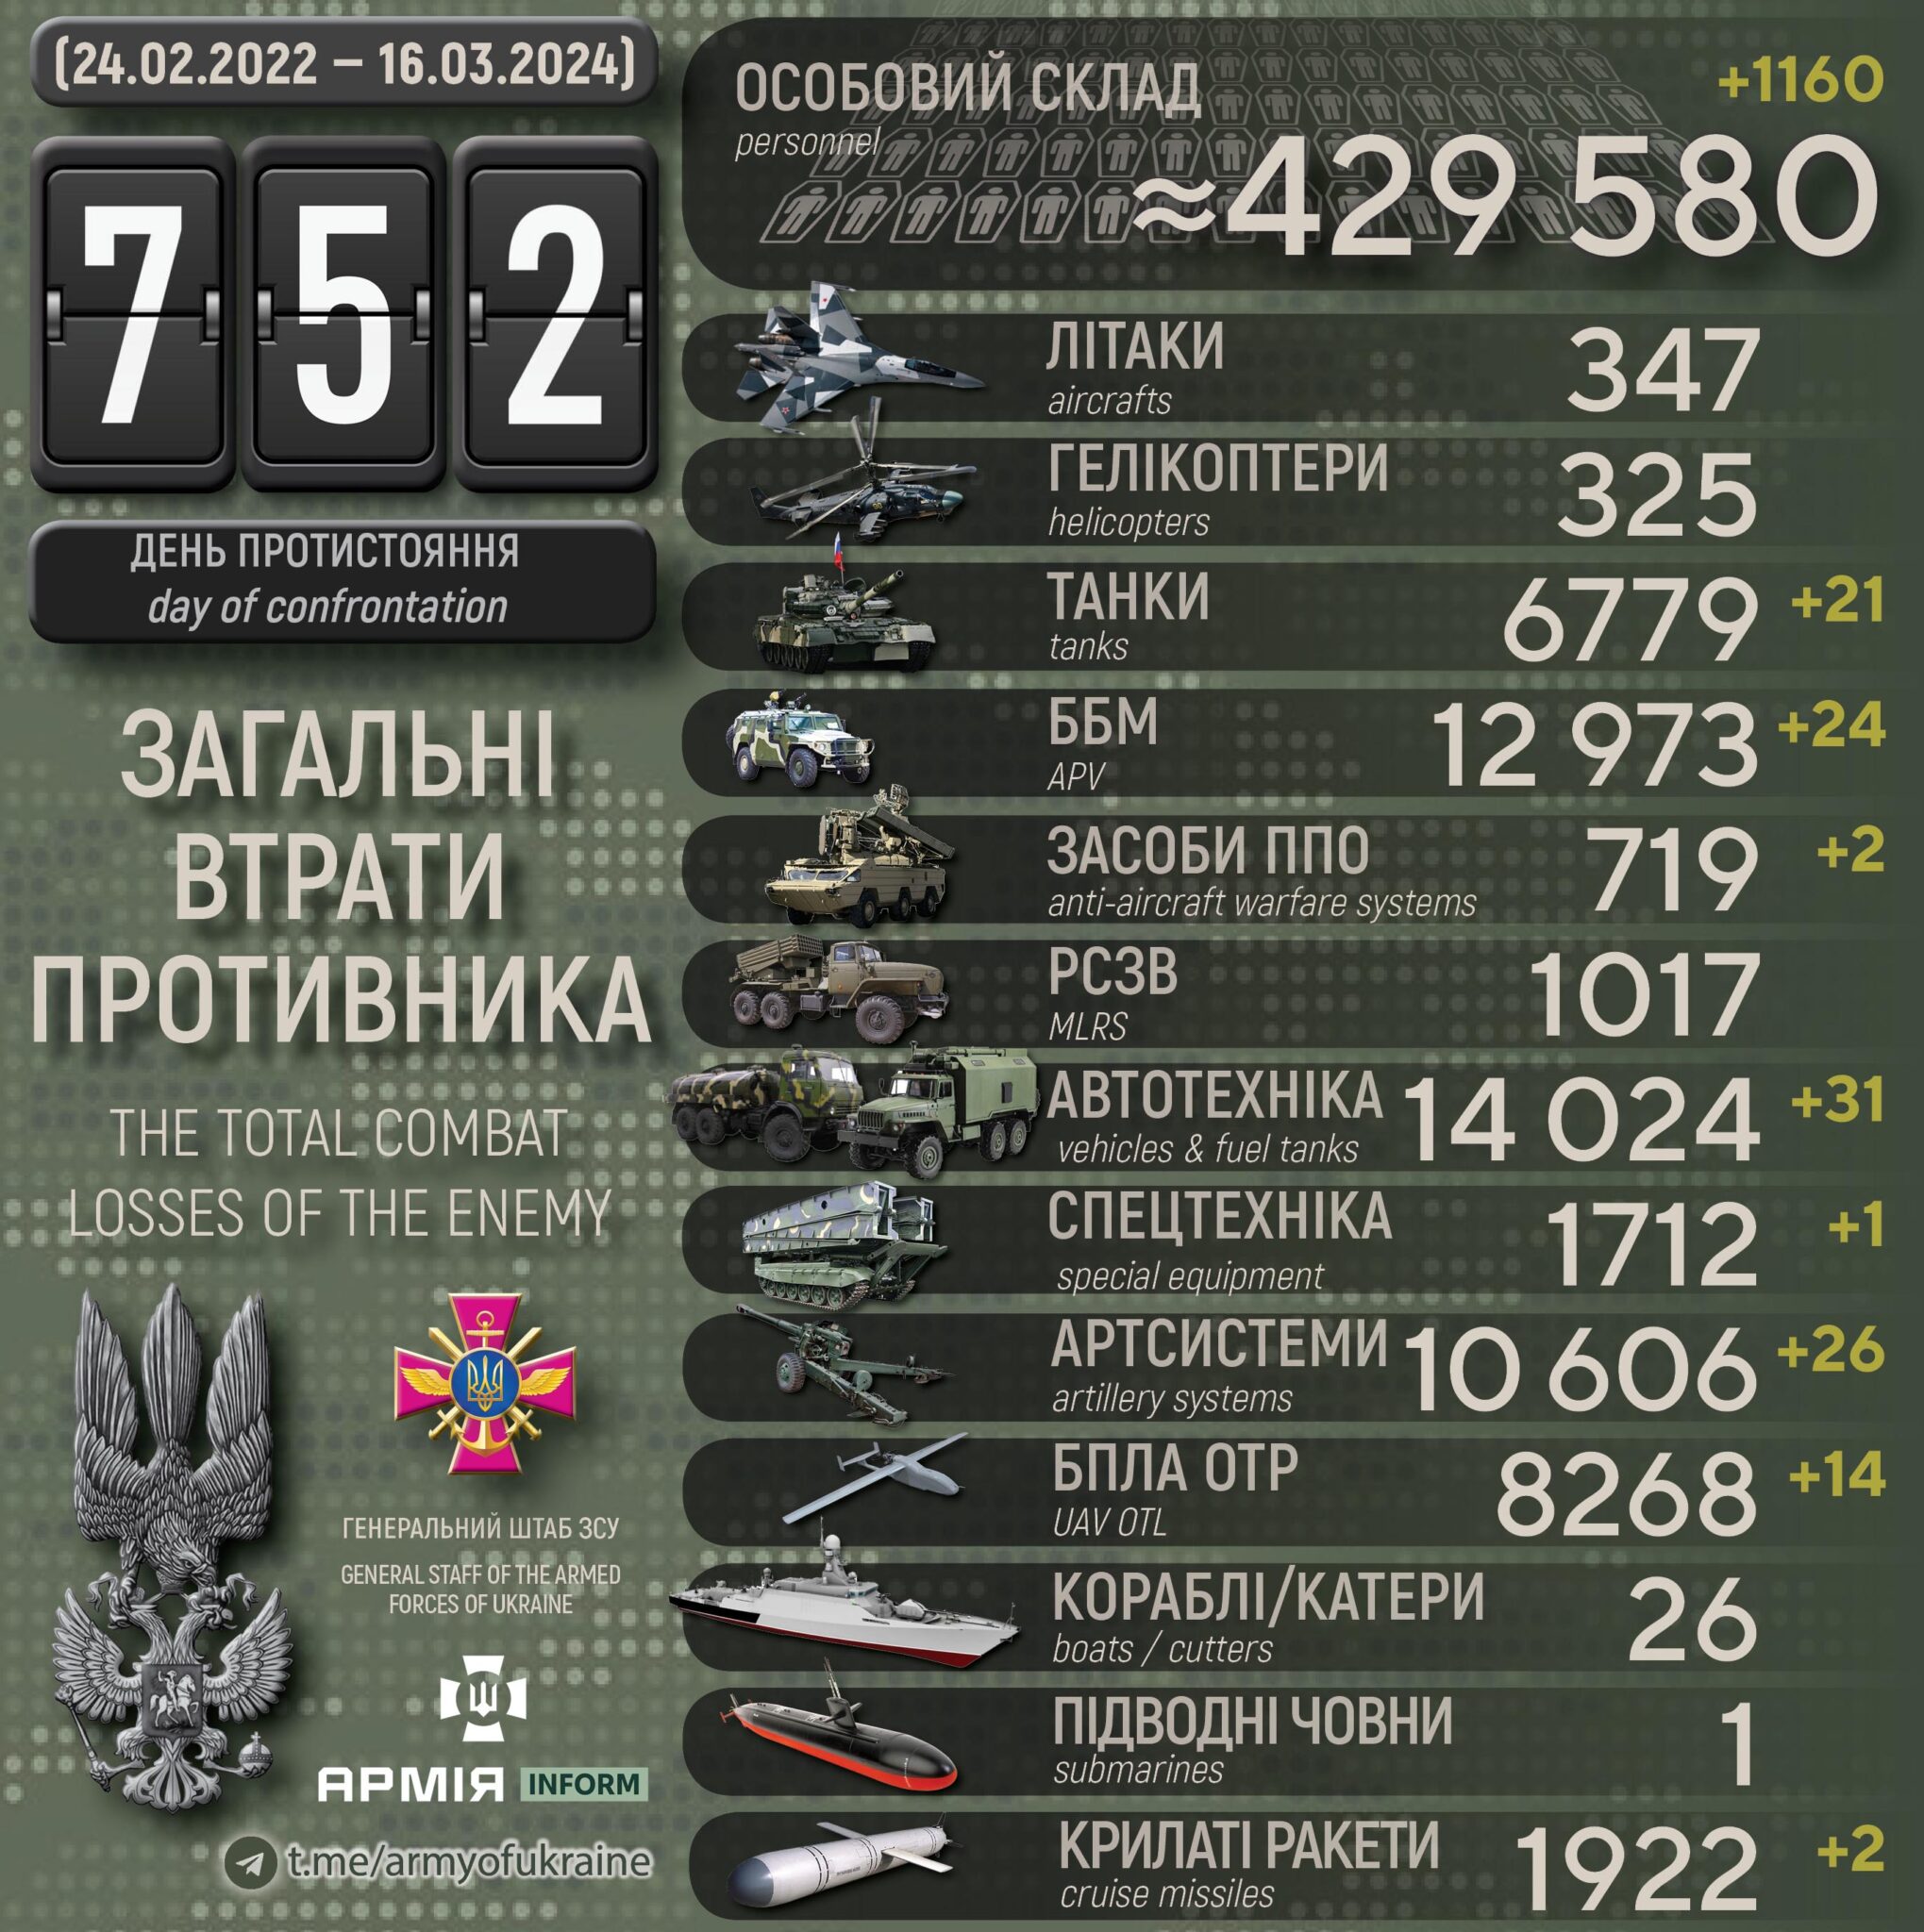 (24.02.2022 – 16.03.2024)
752
ДЕНЬ ПРОТИСТОЯННЯ
day of confrontation
ЗАГАЛЬНІ
ВТРАТИ
ПРОТИВНИКА
THE TOTAL COMBAT
LOSSES OF THE ENEMY
ГЕНЕРАЛЬНИЙ ШТАБ ЗСУ
GENERAL STAFF OF THE ARMED
FORCES OF UKRAINE
АРМІЯ INFORM
t.me/armyofukraine
ОСОБОВИЙ СКЛАД +1160
personnel
≈429 580
ЛІТАКИ 347
aircrafts
ГЕЛІКОПТЕРИ 325
helicopters
ТАНКИ 6779 +21
tanks
ББМ 12 973 +24
APV
ЗАСОБИ ППО 719 +2
anti-aircraft warfare systems
РСЗВ 1017
MLRS
АВТОТЕХНІКА 14 024 +31
vehicles & fuel tanks
СПЕЦТЕХНІКА 1712 +1
special equipment
АРТСИСТЕМИ 10 606 +26
artillery systems
БПЛА ОТР 8268 +14
UAV OTL
КОРАБЛІ/КАТЕРИ 26
boats / cutters
ПІДВОДНІ ЧОВНИ 1
submarines
КРИЛАТІ РАКЕТИ 1922 +2
cruise missiles